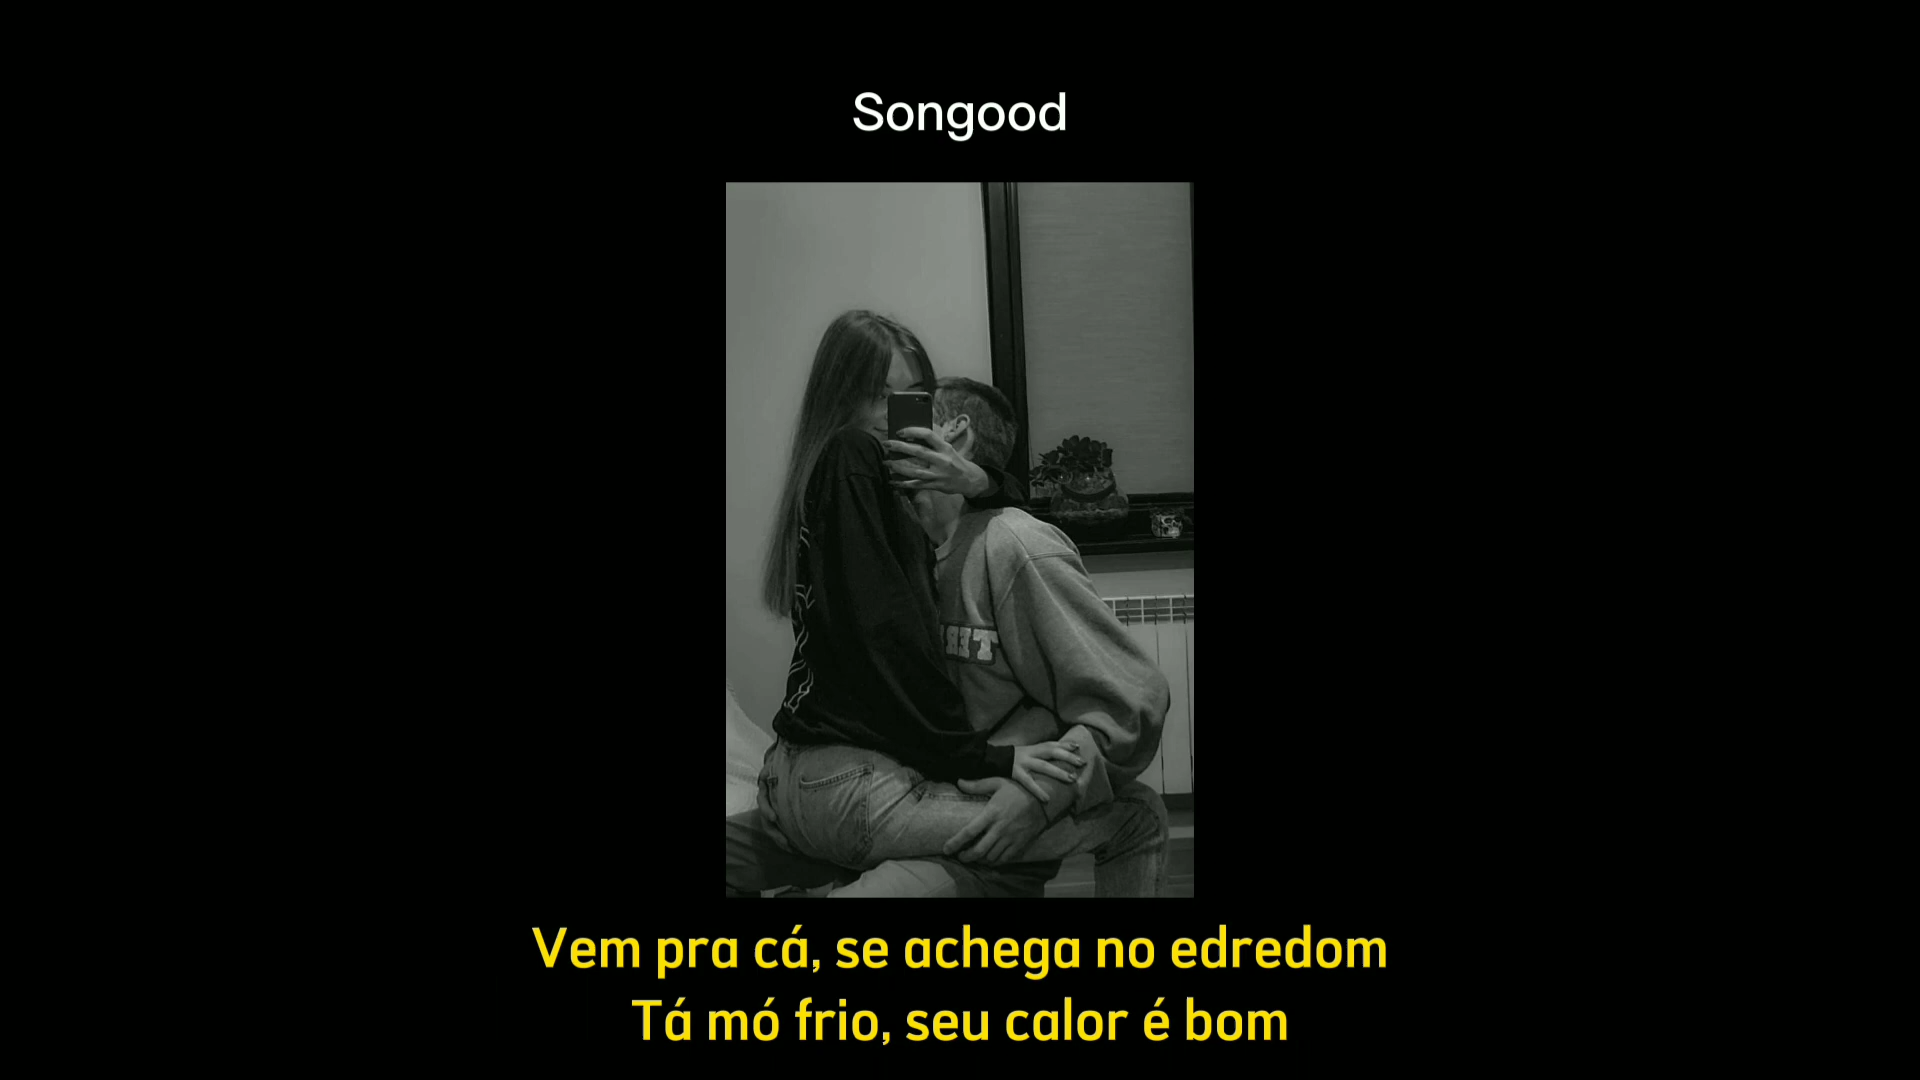 Songood
Vem pra cá, se achega no edredom
Tá mó frio, seu calor é bom